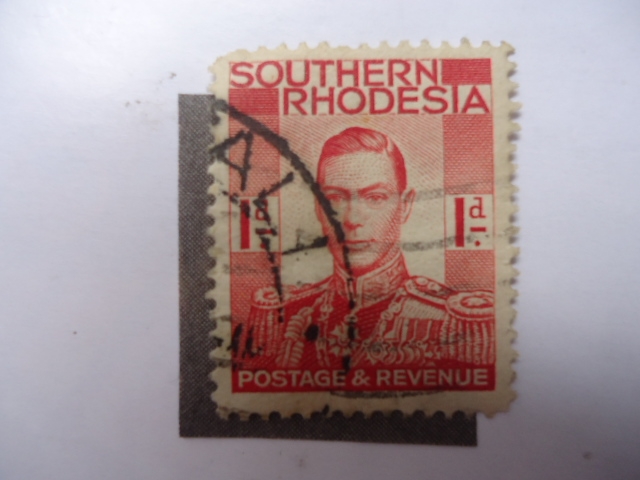 SOUTHERN
RHODESIA
1d.
1d.
POSTAGE & REVENUE